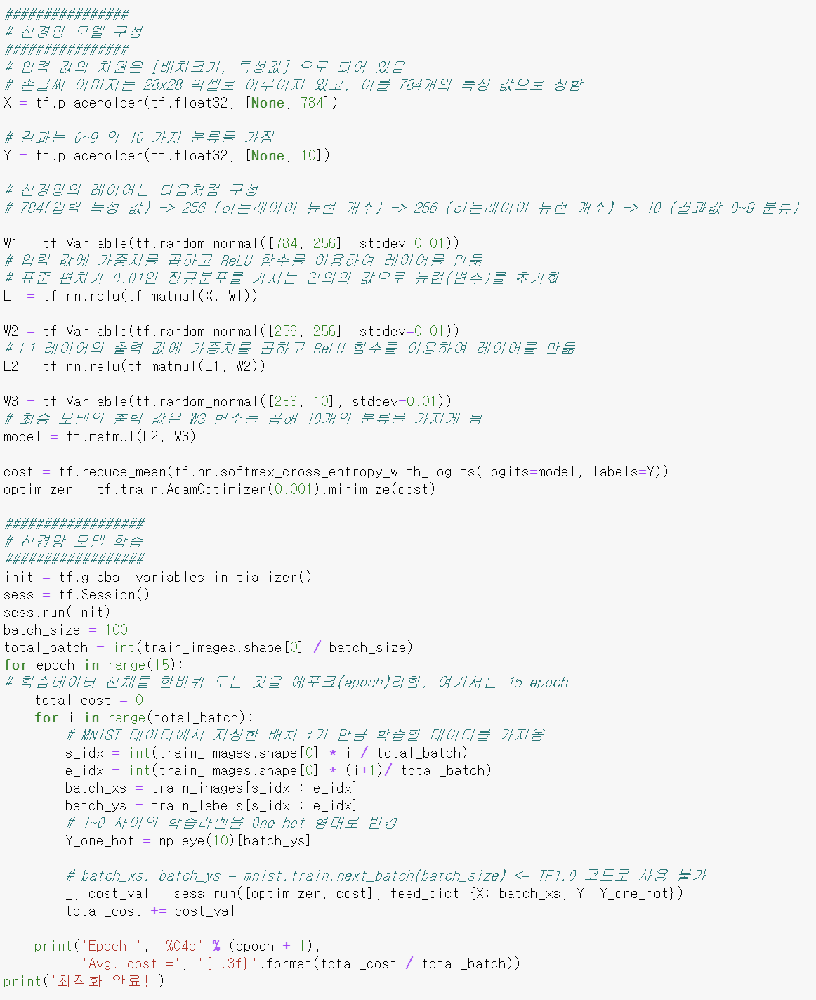 ################
# 신경망 모델 구성
################
# 입력 값의 차원은 [배치크기, 특성값] 으로 되어 있음
# 손글씨 이미지는 28x28 픽셀로 이루어져 있고, 이를 784개의 특성 값으로 정함
X = tf.placeholder(tf.float32, [None, 784])

# 결과는 0~9 의 10 가지 분류를 가짐
Y = tf.placeholder(tf.float32, [None, 10])

# 신경망의 레이어는 다음처럼 구성
# 784(입력 특성 값) -> 256 (히든레이어 뉴런 개수) -> 256 (히든레이어 뉴런 개수) -> 10 (결과값 0~9 분류)

W1 = tf.Variable(tf.random_normal([784, 256], stddev=0.01))
# 입력 값에 가중치를 곱하고 ReLU 함수를 이용하여 레이어를 만듦
# 표준 편차가 0.01인 정규분포를 가지는 임의의 값으로 뉴런(변수)를 초기화
L1 = tf.nn.relu(tf.matmul(X, W1))

W2 = tf.Variable(tf.random_normal([256, 256], stddev=0.01))
# L1 레이어의 출력 값에 가중치를 곱하고 ReLU 함수를 이용하여 레이어를 만듦
L2 = tf.nn.relu(tf.matmul(L1, W2))

W3 = tf.Variable(tf.random_normal([256, 10], stddev=0.01))
# 최종 모델의 출력 값은 W3 변수를 곱해 10개의 분류를 가지게 됨
model = tf.matmul(L2, W3)

cost = tf.reduce_mean(tf.nn.softmax_cross_entropy_with_logits(logits=model, labels=Y))
optimizer = tf.train.AdamOptimizer(0.001).minimize(cost)

##################
# 신경망 모델 학습
##################
init = tf.global_variables_initializer()
sess = tf.Session()
sess.run(init)
batch_size = 100
total_batch = int(train_images.shape[0] / batch_size)
for epoch in range(15):
# 학습데이터 전체를 한바퀴 도는 것을 에포크(epoch)라함, 여기서는 15 epoch
    total_cost = 0
    for i in range(total_batch):
        # MNIST 데이터에서 지정한 배치크기 만큼 학습할 데이터를 가져옴
        s_idx = int(train_images.shape[0] * i / total_batch)
        e_idx = int(train_images.shape[0] * (i+1)/ total_batch)
        batch_xs = train_images[s_idx : e_idx]
        batch_ys = train_labels[s_idx : e_idx]
        # 1~0 사이의 학습라벨을 One hot 형태로 변경
        Y_one_hot = np.eye(10)[batch_ys]

        # batch_xs, batch_ys = mnist.train.next_batch(batch_size) <= TF1.0 코드로 사용 불가
        _, cost_val = sess.run([optimizer, cost], feed_dict={X: batch_xs, Y: Y_one_hot})
        total_cost += cost_val

    print('Epoch:', '%04d' % (epoch + 1),
          'Avg. cost =', '{:.3f}'.format(total_cost / total_batch))
print('최적화 완료!')